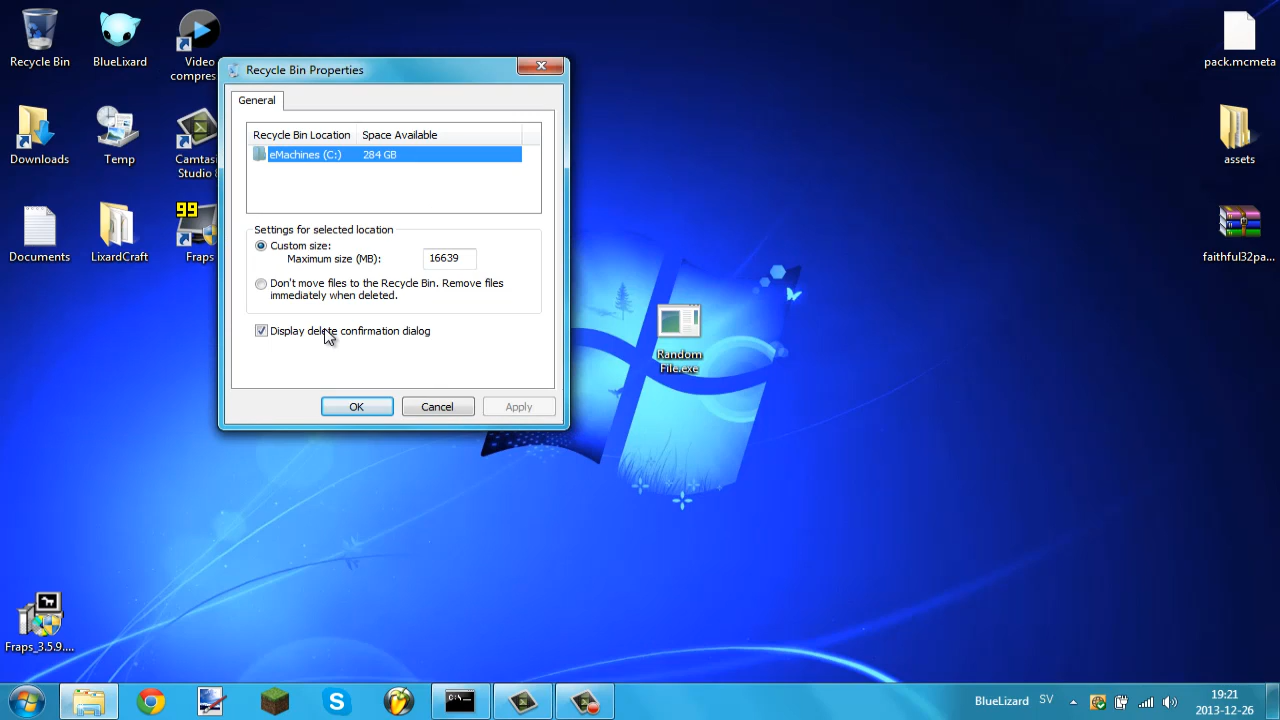 Recycle Bin
BlueLixard
Video
compres...
Downloads
Temp
Camtasi
Studio 8
Documents
LixardCraft
99
Fraps
Fraps_3.5.9....
Recycle Bin Properties
General
Recycle Bin Location Space Available
eMachines (C:) 284 GB
Settings for selected location
Custom size:
Maximum size (MB): 16639
Don't move files to the Recycle Bin. Remove files
immediately when deleted.
Display delete confirmation dialog
OK Cancel Apply
Random
File.exe
pack.mcmeta
assets
faithful32pa...
C:\
BlueLizard SV
19:21
2013-12-26